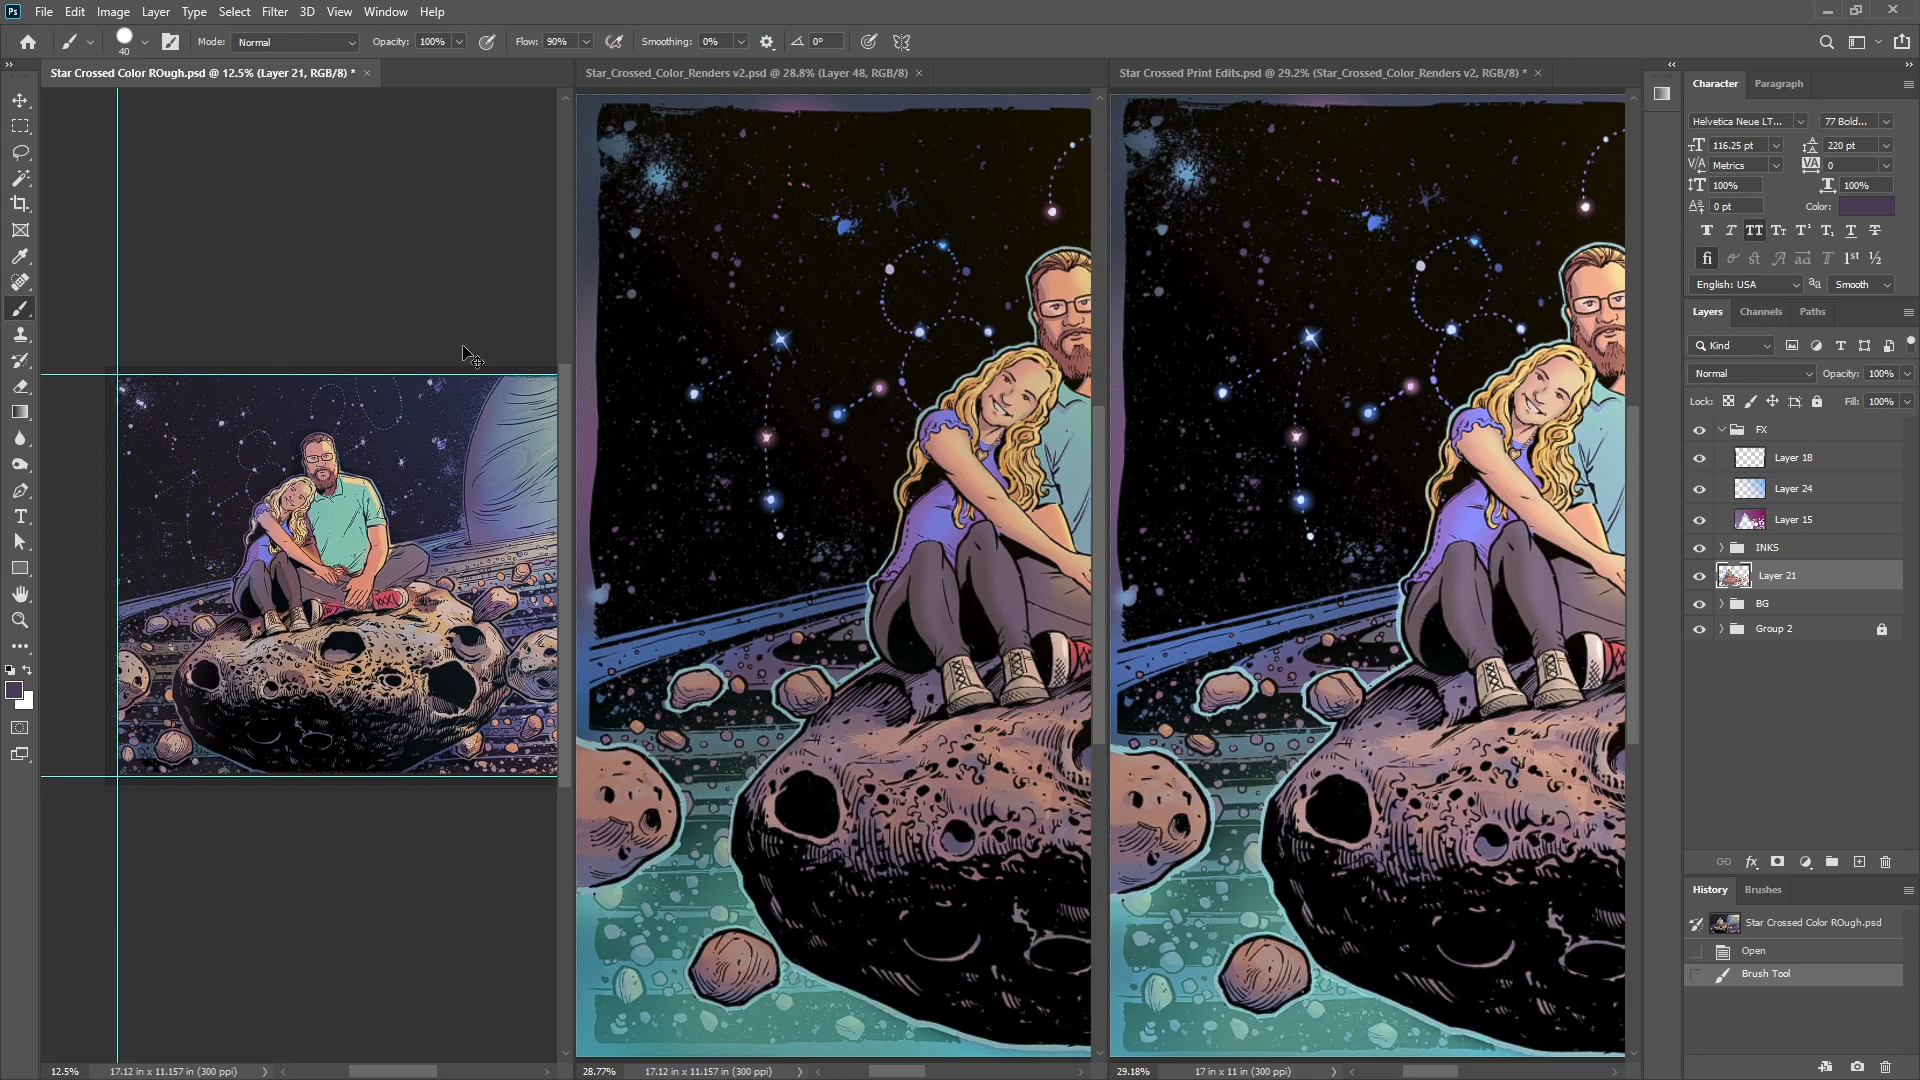 Ps File Edit Image Layer Type Select Filter 3D View Window Help
40 Mode: Normal Opacity: 100% Flow: 90% Smoothing: 0% 0°
Star Crossed Color ROugh.psd @ 12.5% (Layer 21, RGB/8) *
Star_Crossed_Color_Renders v2.psd @ 28.8% (Layer 48, RGB/8)
Star Crossed Print Edits.psd @ 29.2% (Star_Crossed_Color_Renders v2, RGB/8) *
Character Paragraph
Helvetica Neue LT... 77 Bold...
116.25 pt 220 pt
Metrics 0
100% 100%
0 pt Color:
English: USA Smooth
Layers Channels Paths
Kind
Normal Opacity: 100%
Lock: Fill: 100%
FX
Layer 18
Layer 24
Layer 15
INKS
Layer 21
BG
Group 2
History Brushes
Star Crossed Color ROugh.psd
Open
Brush Tool
12.5% 17.12 in x 11.157 in (300 ppi)
28.77% 17.12 in x 11.157 in (300 ppi)
29.18% 17 in x 11 in (300 ppi)